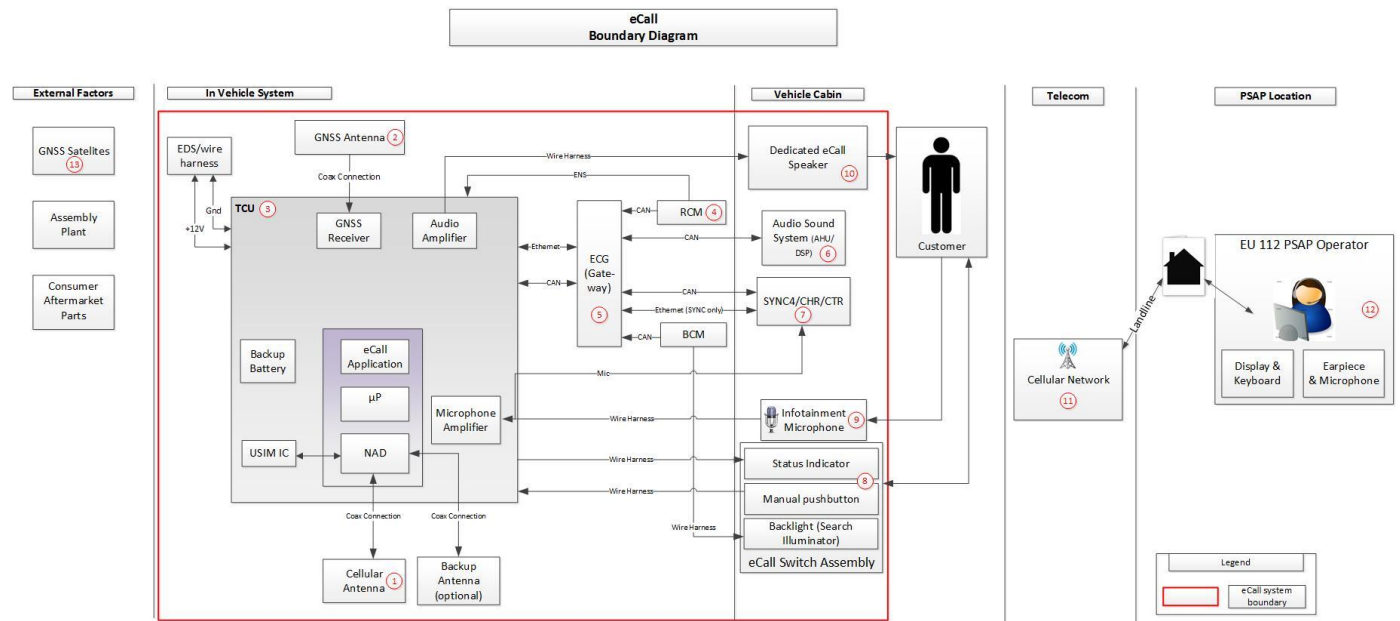 eCall
Boundary Diagram
External Factors
In Vehicle System
Vehicle Cabin
Telecom
PSAP Location
GNSS Satelites
13
Assembly
Plant
Consumer
Aftermarket
Parts
EDS/wire
harness
+12V
Gnd
GNSS Antenna 2
Coax Connection
TCU 3
GNSS
Receiver
Audio
Amplifier
Wire Harness
ENS
Ethernet
CAN
ECG
(Gate-
way)
5
CAN
RCM 4
CAN
CAN
Ethernet (SYNC only)
CAN
BCM
Dedicated eCall
Speaker
10
Audio Sound
System (AHU/
DSP) 6
SYNC4/CHR/CTR
7
Customer
Backup
Battery
eCall
Application
µP
NAD
USIM IC
Microphone
Amplifier
Mic
Wire Harness
Infotainment
Microphone
9
Wire Harness
Wire Harness
Wire Harness
Status Indicator
8
Manual pushbutton
Backlight (Search
Illuminator)
eCall Switch Assembly
Coax Connection
Coax Connection
Cellular
Antenna 1
Backup
Antenna
(optional)
Cellular Network
11
Landline
EU 112 PSAP Operator
12
Display &
Keyboard
Earpiece
& Microphone
Legend
eCall system
boundary